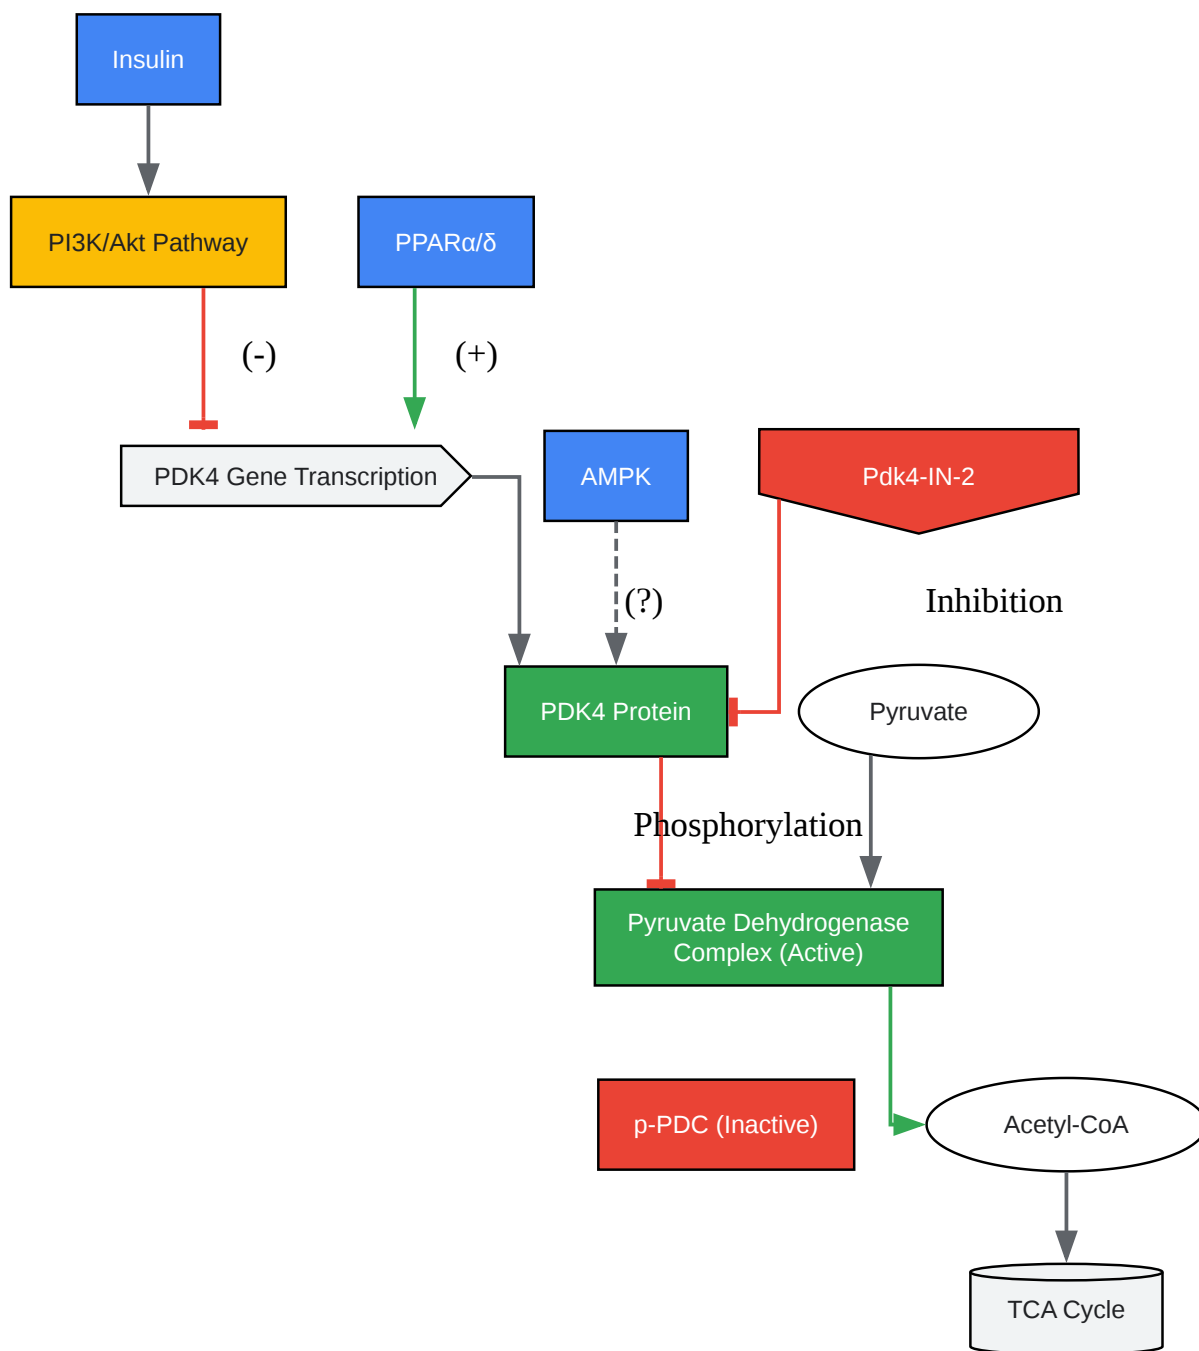 Insulin
PI3K/Akt Pathway
PPARα/δ
(-)
(+)
PDK4 Gene Transcription
AMPK
Pdk4-IN-2
(?)
Inhibition
PDK4 Protein
Pyruvate
Phosphorylation
Pyruvate Dehydrogenase
Complex (Active)
p-PDC (Inactive)
Acetyl-CoA
TCA Cycle